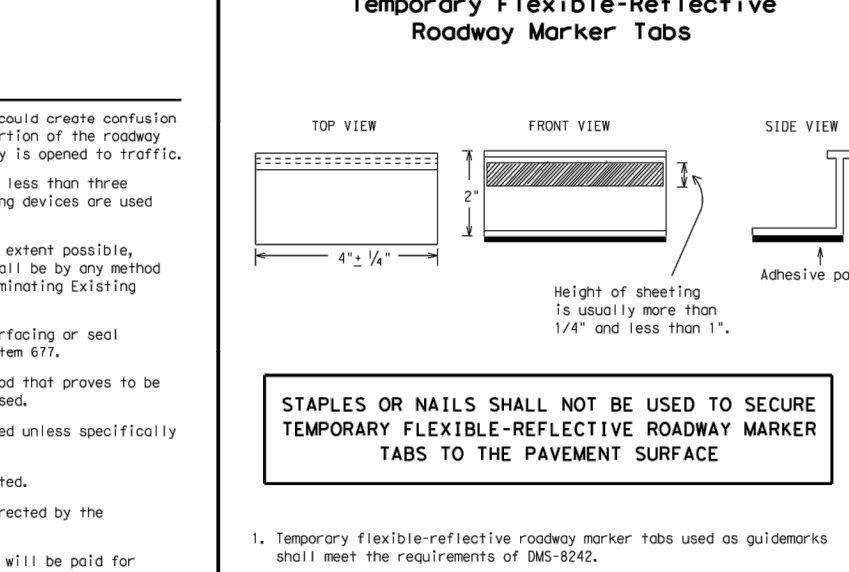 could create confusion
rtion of the roadway
y is opened to traffic.
less than three
ng devices are used
extent possible,
all be by any method
minating Existing
rfacing or seal
tem 677.
od that proves to be
sed.
ed unless specifically
ted.
rected by the
will be paid for
Temporary Flexible-Reflective
Roadway Marker Tabs
TOP VIEW
FRONT VIEW
SIDE VIEW
2"
4"± 1/4"
Adhesive pa
Height of sheeting
is usually more than
1/4" and less than 1".
STAPLES OR NAILS SHALL NOT BE USED TO SECURE
TEMPORARY FLEXIBLE-REFLECTIVE ROADWAY MARKER
TABS TO THE PAVEMENT SURFACE
1. Temporary flexible-reflective roadway marker tabs used as guidemarks
shall meet the requirements of DMS-8242.